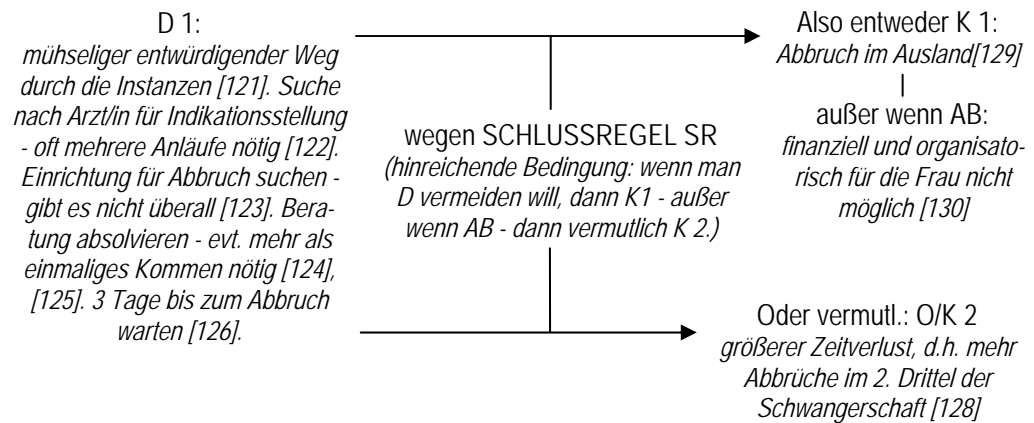 D 1:
mühseliger entwürdigender Weg
durch die Instanzen [121]. Suche
nach Arzt/in für Indikationsstellung
- oft mehrere Anläufe nötig [122].
Einrichtung für Abbruch suchen -
gibt es nicht überall [123]. Bera-
tung absolvieren - evt. mehr als
einmaliges Kommen nötig [124],
[125]. 3 Tage bis zum Abbruch
warten [126].
wegen SCHLUSSREGEL SR
(hinreichende Bedingung: wenn man
D vermeiden will, dann K1 - außer
wenn AB - dann vermutlich K 2.)
Also entweder K 1:
Abbruch im Ausland[129]
außer wenn AB:
finanziell und organisato-
risch für die Frau nicht
möglich [130]
Oder vermutl.: O/K 2
größerer Zeitverlust, d.h. mehr
Abbrüche im 2. Drittel der
Schwangerschaft [128]